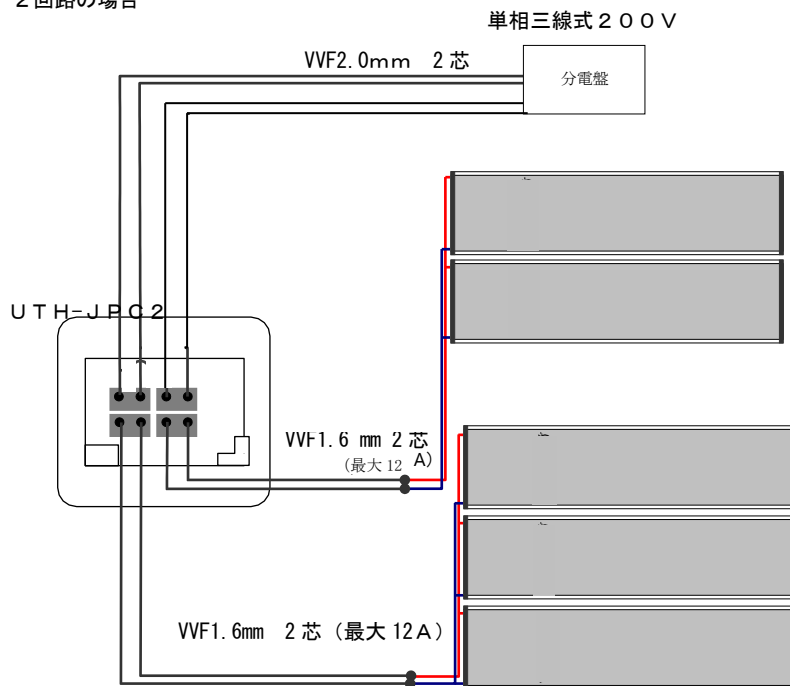 ２回路の場合
単相三線式２００Ｖ
VVF2.0ｍｍ　２芯
分電盤
ＵＴＨ-ＪＰＣ２
VVF1.6 mm ２芯
(最大 12 A)
VVF1.6mm　２芯（最大 12Ａ）